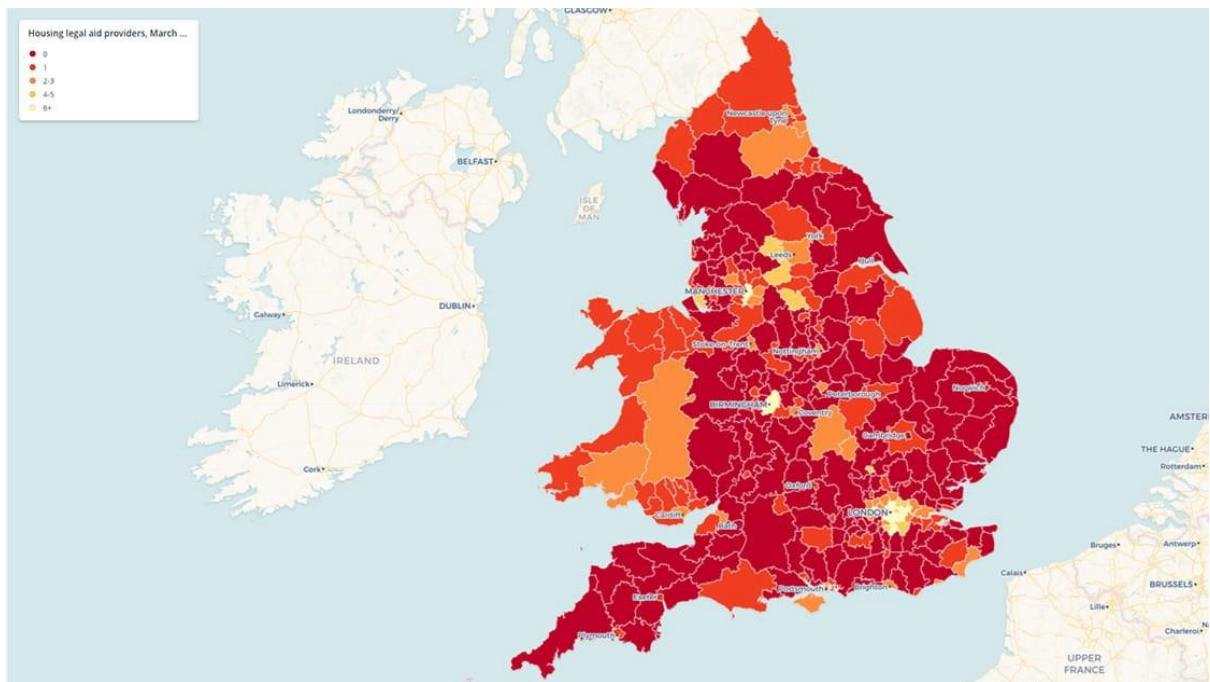 Housing legal aid providers, March ...
0
1
2-3
4-5
6+
GLASGOW
Londonderry/
Derry
BELFAST
Newcastle upon
Tyne
ISLE
OF
MAN
York
Leeds
Hull
MANCHESTER
DUBLIN
Galway
IRELAND
Stoke-on-Trent
Nottingham
Limerick
Norwich
Peterborough
BIRMINGHAM
Coventry
Cambridge
AMSTER
THE HAGUE
Rotterdam
Cork
Oxford
Cardiff
LONDON
Bath
Bruges
Antwerp
Calais
Portsmouth
Brighton
BRUSSELS
Exeter
Lille
Plymouth
Charleroi
UPPER
FRANCE